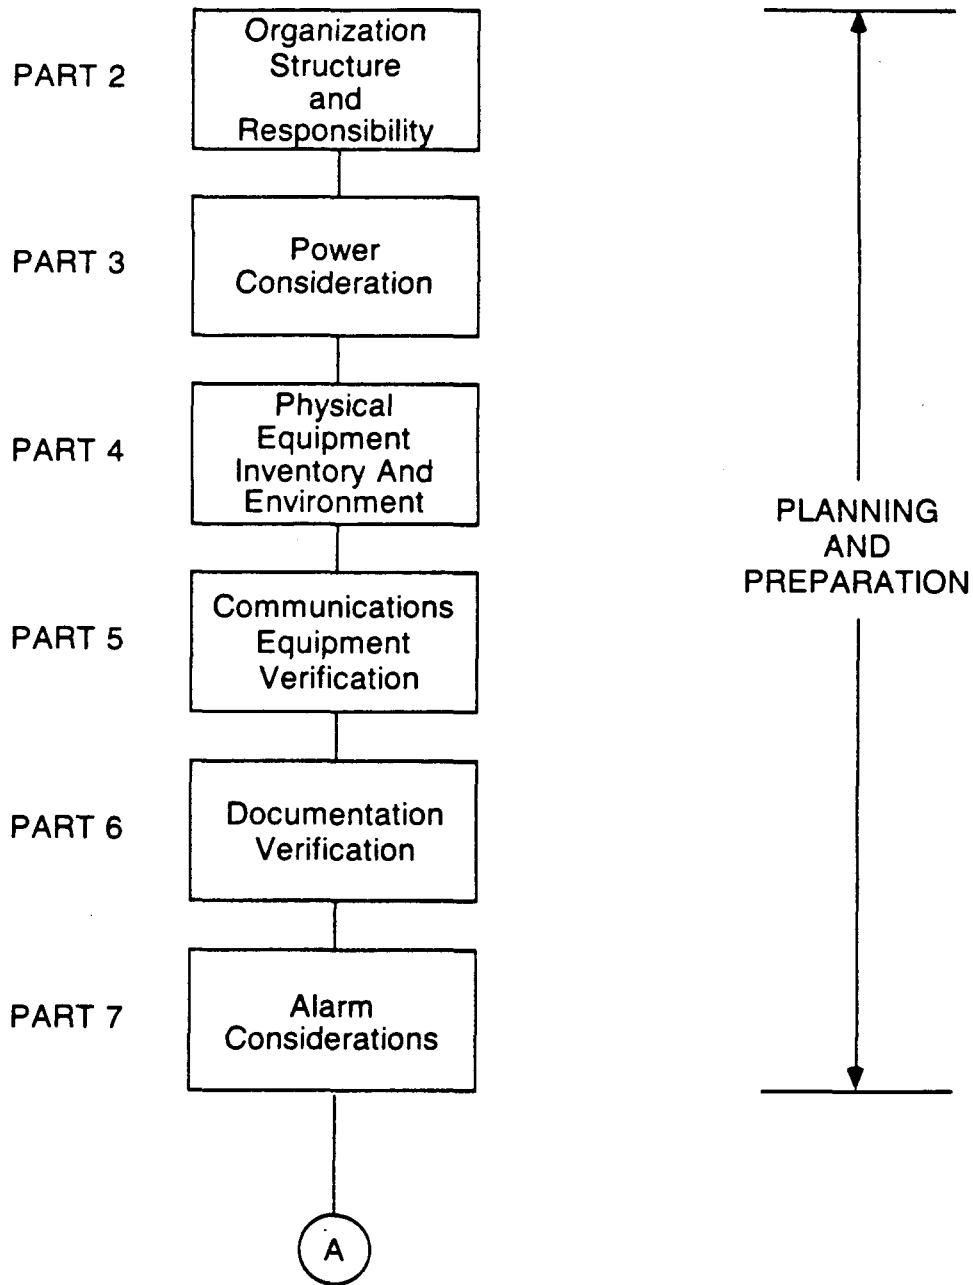 PART 2
Organization
Structure
and
Responsibility
PART 3
Power
Consideration
PART 4
Physical
Equipment
Inventory And
Environment
PLANNING
AND
PREPARATION
PART 5
Communications
Equipment
Verification
PART 6
Documentation
Verification
PART 7
Alarm
Considerations
A